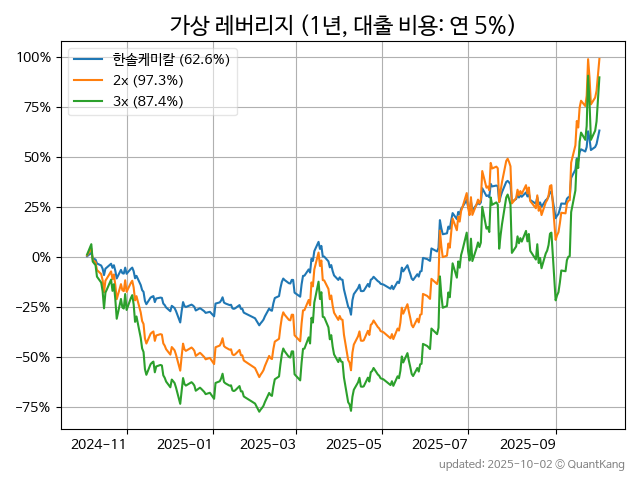 가상 레버리지 (1년, 대출 비용: 연 5%)
한솔케미칼 (62.6%)
2x (97.3%)
3x (87.4%)
100%
75%
50%
25%
0%
−25%
−50%
−75%
2024-11
2025-01
2025-03
2025-05
2025-07
2025-09
updated: 2025-10-02 © QuantKang